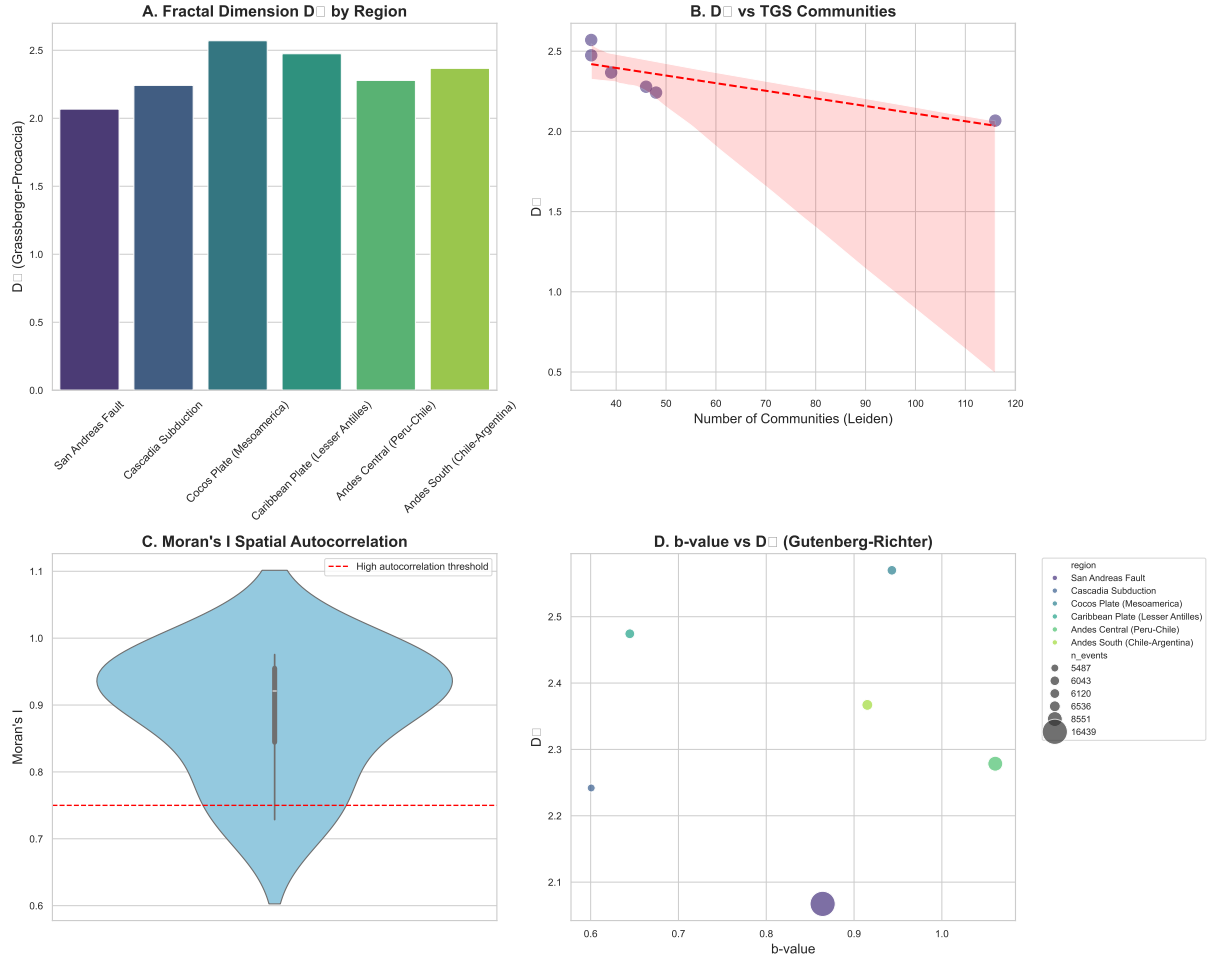 A. Fractal Dimension D□ by Region
D□ (Grassberger-Procaccia)
2.5
2.0
1.5
1.0
0.5
0.0
San Andreas Fault
Cascadia Subduction
Cocos Plate (Mesoamerica)
Caribbean Plate (Lesser Antilles)
Andes Central (Peru-Chile)
Andes South (Chile-Argentina)
B. D□ vs TGS Communities
D□
2.5
2.0
1.5
1.0
0.5
40
50
60
70
80
90
100
110
120
Number of Communities (Leiden)
C. Moran's I Spatial Autocorrelation
High autocorrelation threshold
Moran's I
1.1
1.0
0.9
0.8
0.7
0.6
D. b-value vs D□ (Gutenberg-Richter)
D□
2.5
2.4
2.3
2.2
2.1
0.6
0.7
0.8
0.9
1.0
b-value
region
San Andreas Fault
Cascadia Subduction
Cocos Plate (Mesoamerica)
Caribbean Plate (Lesser Antilles)
Andes Central (Peru-Chile)
Andes South (Chile-Argentina)
n_events
5487
6043
6120
6536
8551
16439